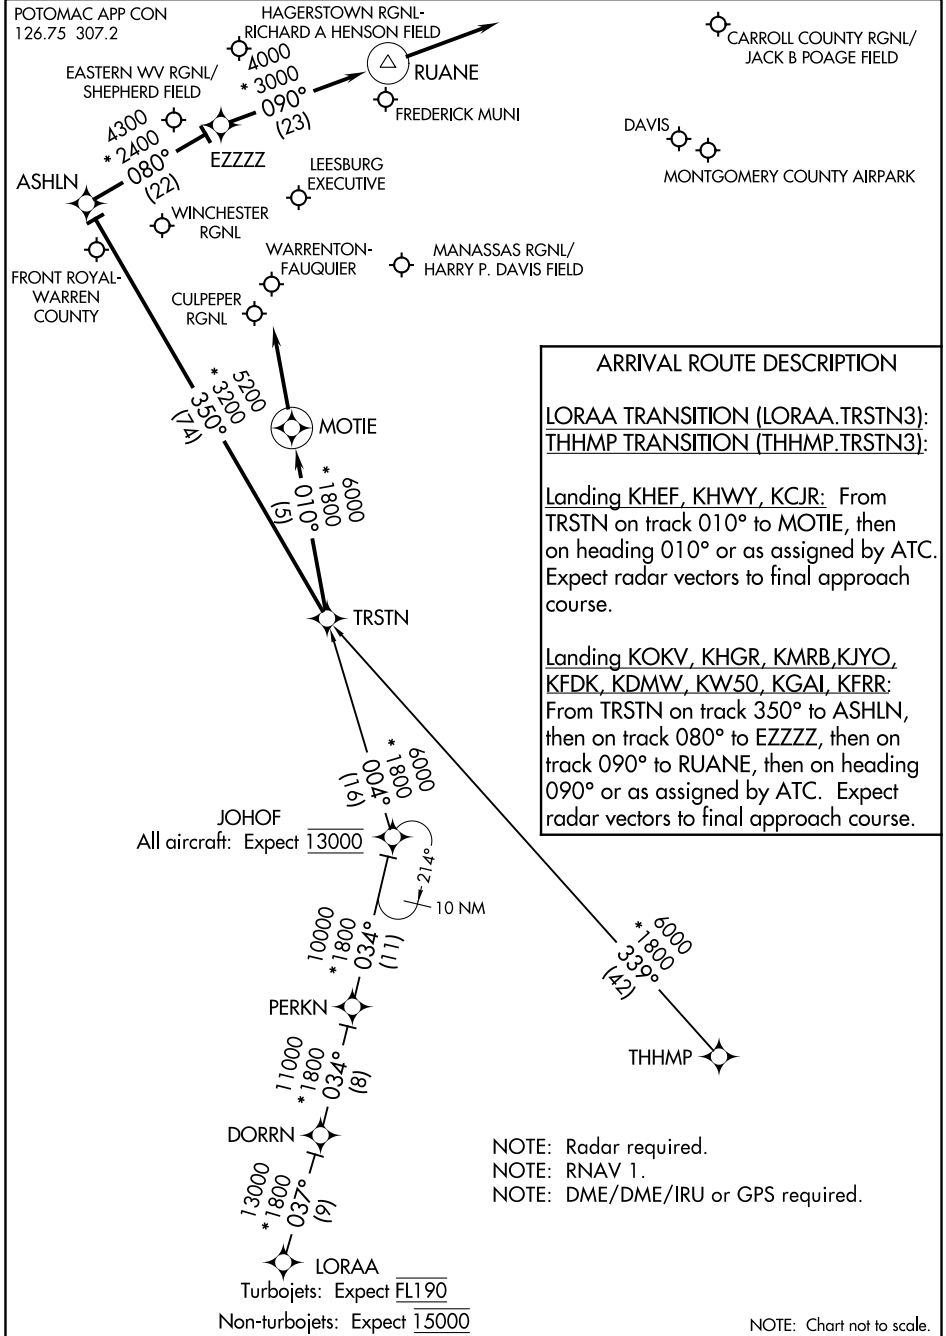 POTOMAC APP CON
126.75 307.2
HAGERSTOWN RGNL-
RICHARD A HENSON FIELD
CARROLL COUNTY RGNL/
JACK B POAGE FIELD
EASTERN WV RGNL/
SHEPHERD FIELD
4000
* 3000
090°
(23)
RUANE
FREDERICK MUNI
4300
* 2400
080°
(22)
EZZZZ
DAVIS
MONTGOMERY COUNTY AIRPARK
ASHLN
LEESBURG
EXECUTIVE
WINCHESTER
RGNL
WARRENTON-
FAUQUIER
MANASSAS RGNL/
HARRY P. DAVIS FIELD
FRONT ROYAL-
WARREN
COUNTY
CULPEPER
RGNL
5200
* 3200
350°
(74)
MOTIE
6000
* 1800
010°
(5)
TRSTN
ARRIVAL ROUTE DESCRIPTION
LORAA TRANSITION (LORAA.TRSTN3):
THHMP TRANSITION (THHMP.TRSTN3):
Landing KHEF, KHWY, KCJR: From
TRSTN on track 010° to MOTIE, then
on heading 010° or as assigned by ATC.
Expect radar vectors to final approach
course.
Landing KOKV, KHGR, KMRB,KJYO,
KFDK, KDMW, KW50, KGAI, KFRR:
From TRSTN on track 350° to ASHLN,
then on track 080° to EZZZZ, then on
track 090° to RUANE, then on heading
090° or as assigned by ATC. Expect
radar vectors to final approach course.
6000
* 1800
004°
(16)
JOHOF
All aircraft: Expect 13000
214°
10 NM
10000
* 1800
034°
(11)
6000
*1800
339°
(42)
PERKN
THHMP
11000
*1800
034°
(8)
DORRN
13000
*1800
037°
(9)
NOTE: Radar required.
NOTE: RNAV 1.
NOTE: DME/DME/IRU or GPS required.
LORAA
Turbojets: Expect FL190
Non-turbojets: Expect 15000
NOTE: Chart not to scale.